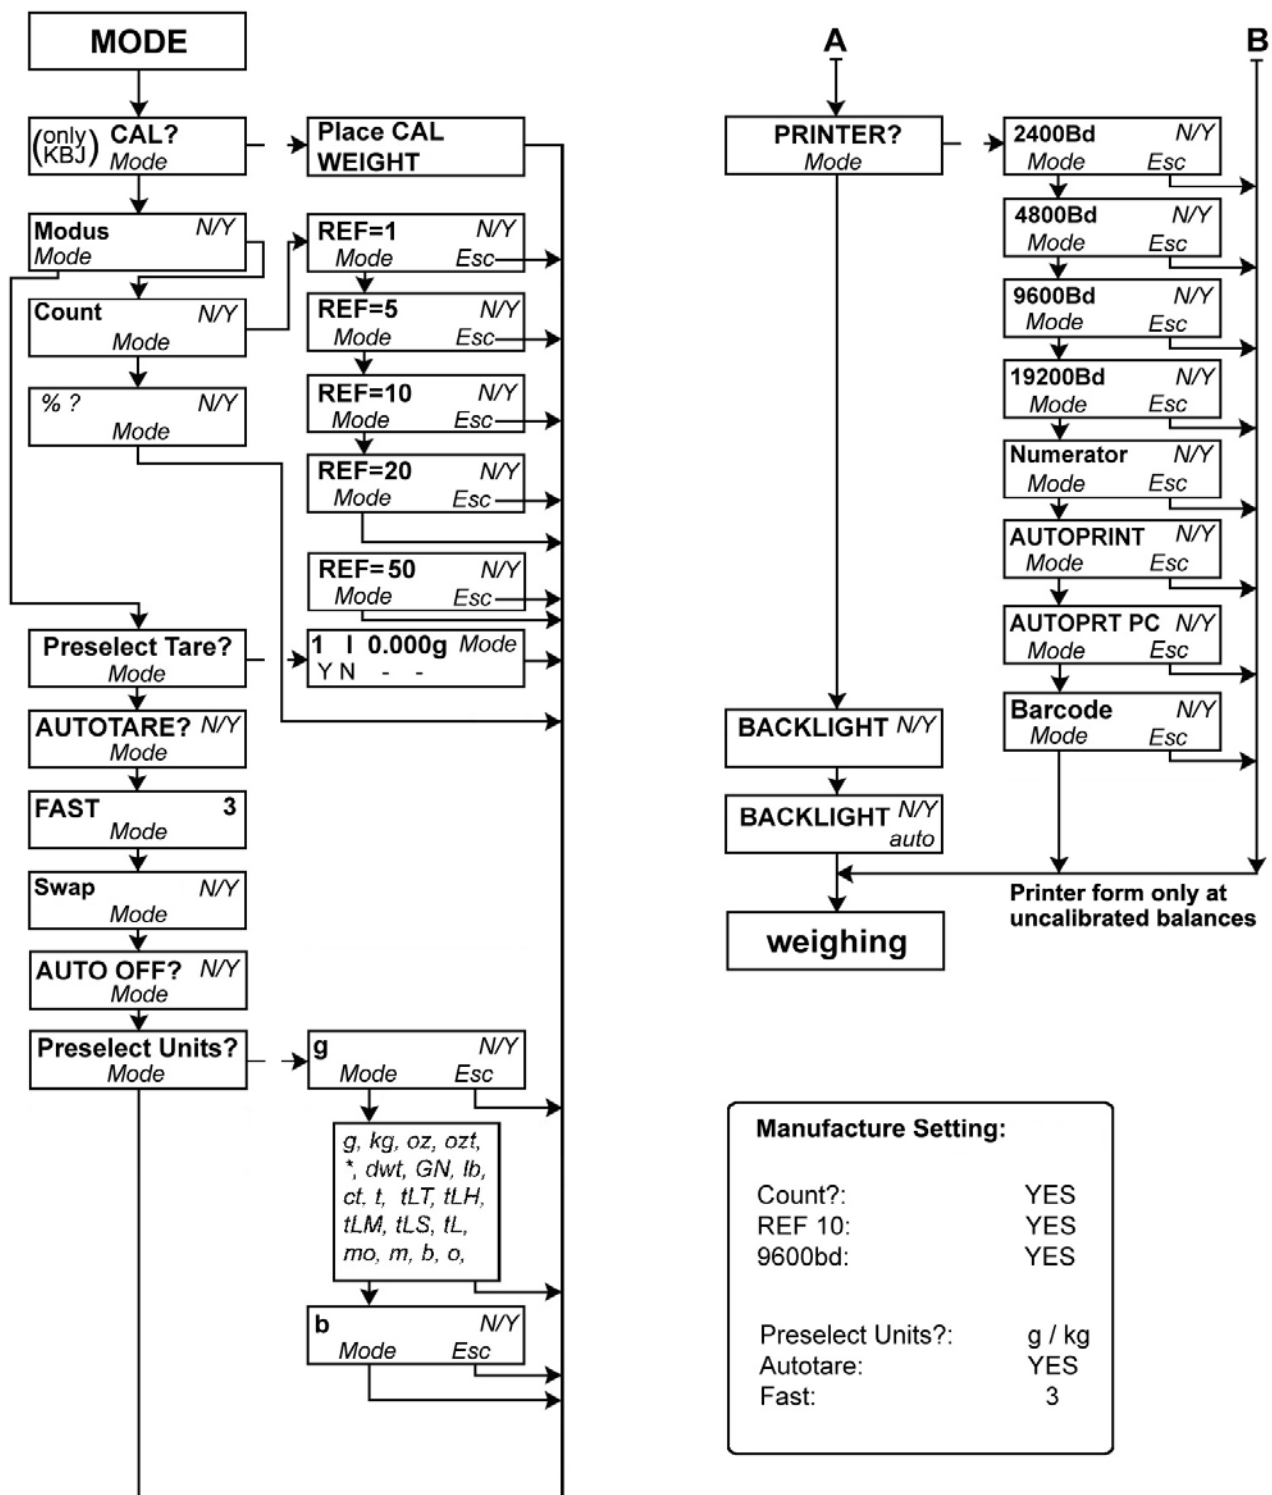 MODE
(only KBJ) CAL?
Mode
Place CAL
WEIGHT
Modus N/Y
Mode
REF=1 N/Y
Mode Esc
Count N/Y
Mode
REF=5 N/Y
Mode Esc
% ? N/Y
Mode
REF=10 N/Y
Mode Esc
REF=20 N/Y
Mode Esc
REF=50 N/Y
Mode Esc
Preselect Tare?
Mode
1 I 0.000g Mode
Y N - -
AUTOTARE? N/Y
Mode
FAST 3
Mode
Swap N/Y
Mode
AUTO OFF? N/Y
Mode
Preselect Units?
Mode
g N/Y
Mode Esc
g, kg, oz, ozt,
*, dwt, GN, lb,
ct, t, tLT, tLH,
tLM, tLS, tL,
mo, m, b, o,
b N/Y
Mode Esc
A
B
PRINTER?
Mode
2400Bd N/Y
Mode Esc
4800Bd N/Y
Mode Esc
9600Bd N/Y
Mode Esc
19200Bd N/Y
Mode Esc
Numerator N/Y
Mode Esc
AUTOPRINT N/Y
Mode Esc
AUTOPRT PC N/Y
Mode Esc
Barcode N/Y
Mode Esc
BACKLIGHT N/Y
BACKLIGHT N/Y
auto
Printer form only at
uncalibrated balances
weighing
Manufacture Setting:
Count?: YES
REF 10: YES
9600bd: YES
Preselect Units?: g / kg
Autotare: YES
Fast: 3